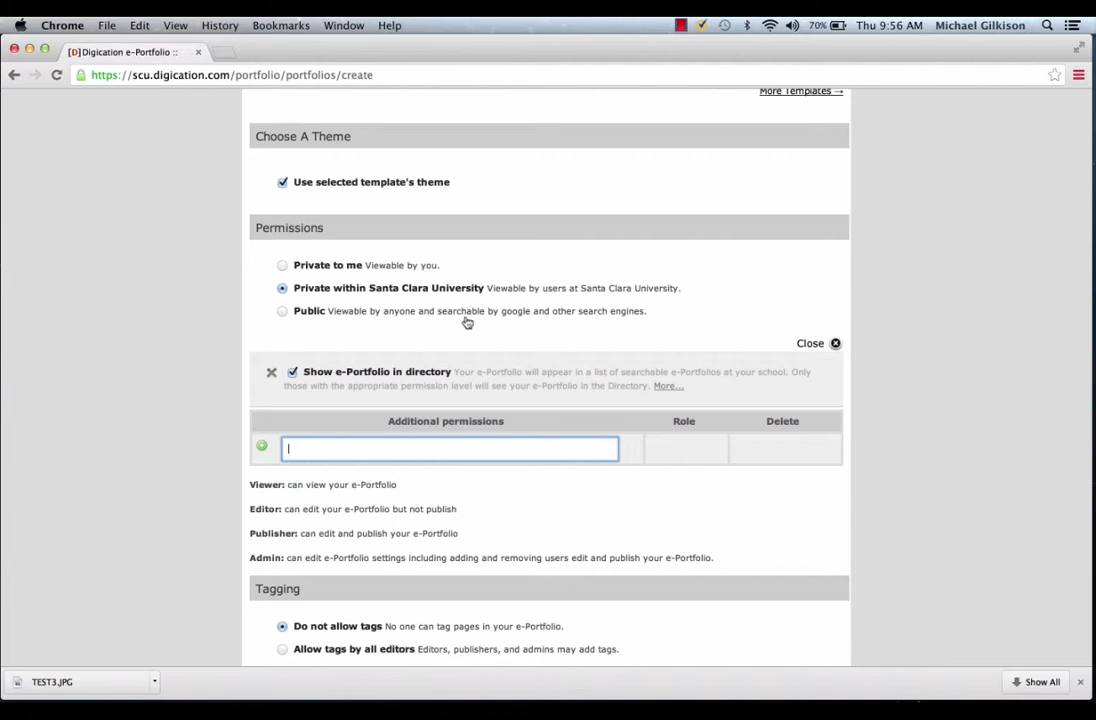 Chrome File Edit View History Bookmarks Window Help 70% Thu 9:56 AM Michael Gilkison
[D]Digication e-Portfolio ::
https://scu.digication.com/portfolio/portfolios/create
More Templates →
Choose A Theme
Use selected template's theme
Permissions
Private to me Viewable by you.
Private within Santa Clara University Viewable by users at Santa Clara University.
Public Viewable by anyone and searchable by google and other search engines.
Close
Show e-Portfolio in directory Your e-Portfolio will appear in a list of searchable e-Portfolios at your school. Only
those with the appropriate permission level will see your e-Portfolio in the Directory. More...
Additional permissions Role Delete
Viewer: can view your e-Portfolio
Editor: can edit your e-Portfolio but not publish
Publisher: can edit and publish your e-Portfolio
Admin: can edit e-Portfolio settings including adding and removing users edit and publish your e-Portfolio.
Tagging
Do not allow tags No one can tag pages in your e-Portfolio.
Allow tags by all editors Editors, publishers, and admins may add tags.
TEST3.JPG Show All